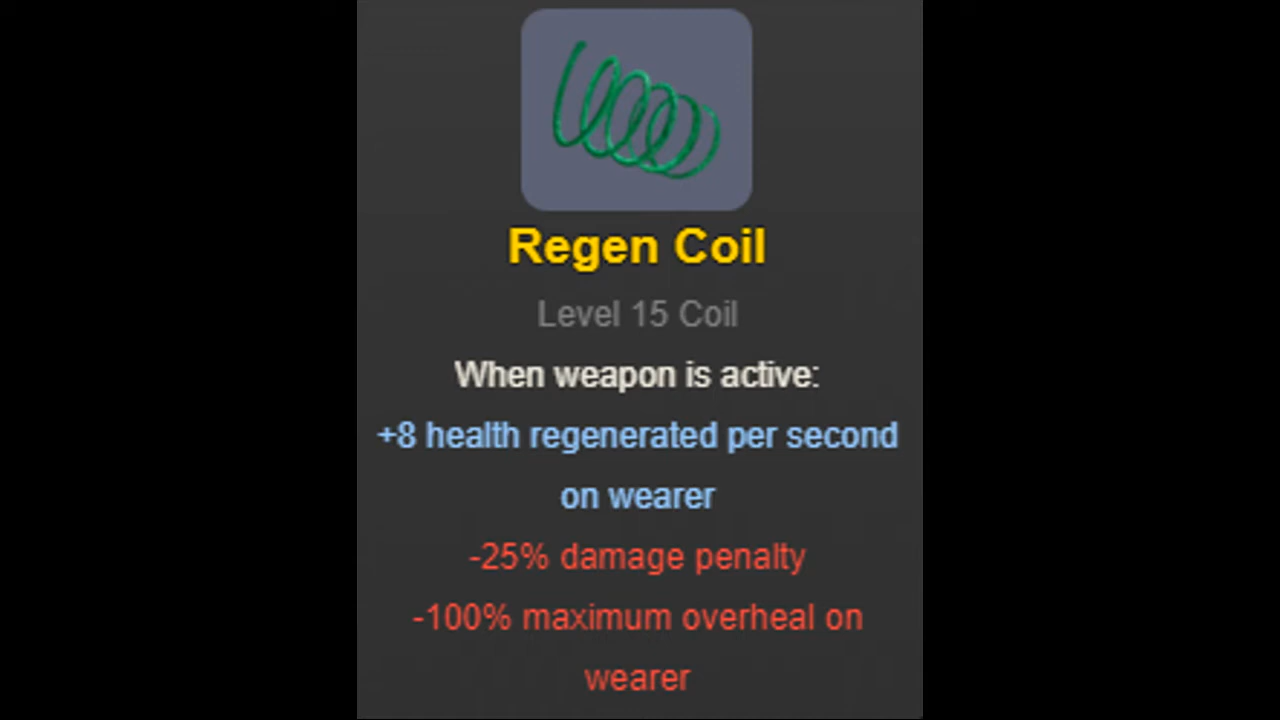 Regen Coil
Level 15 Coil
When weapon is active:
+8 health regenerated per second
on wearer
-25% damage penalty
-100% maximum overheal on
wearer